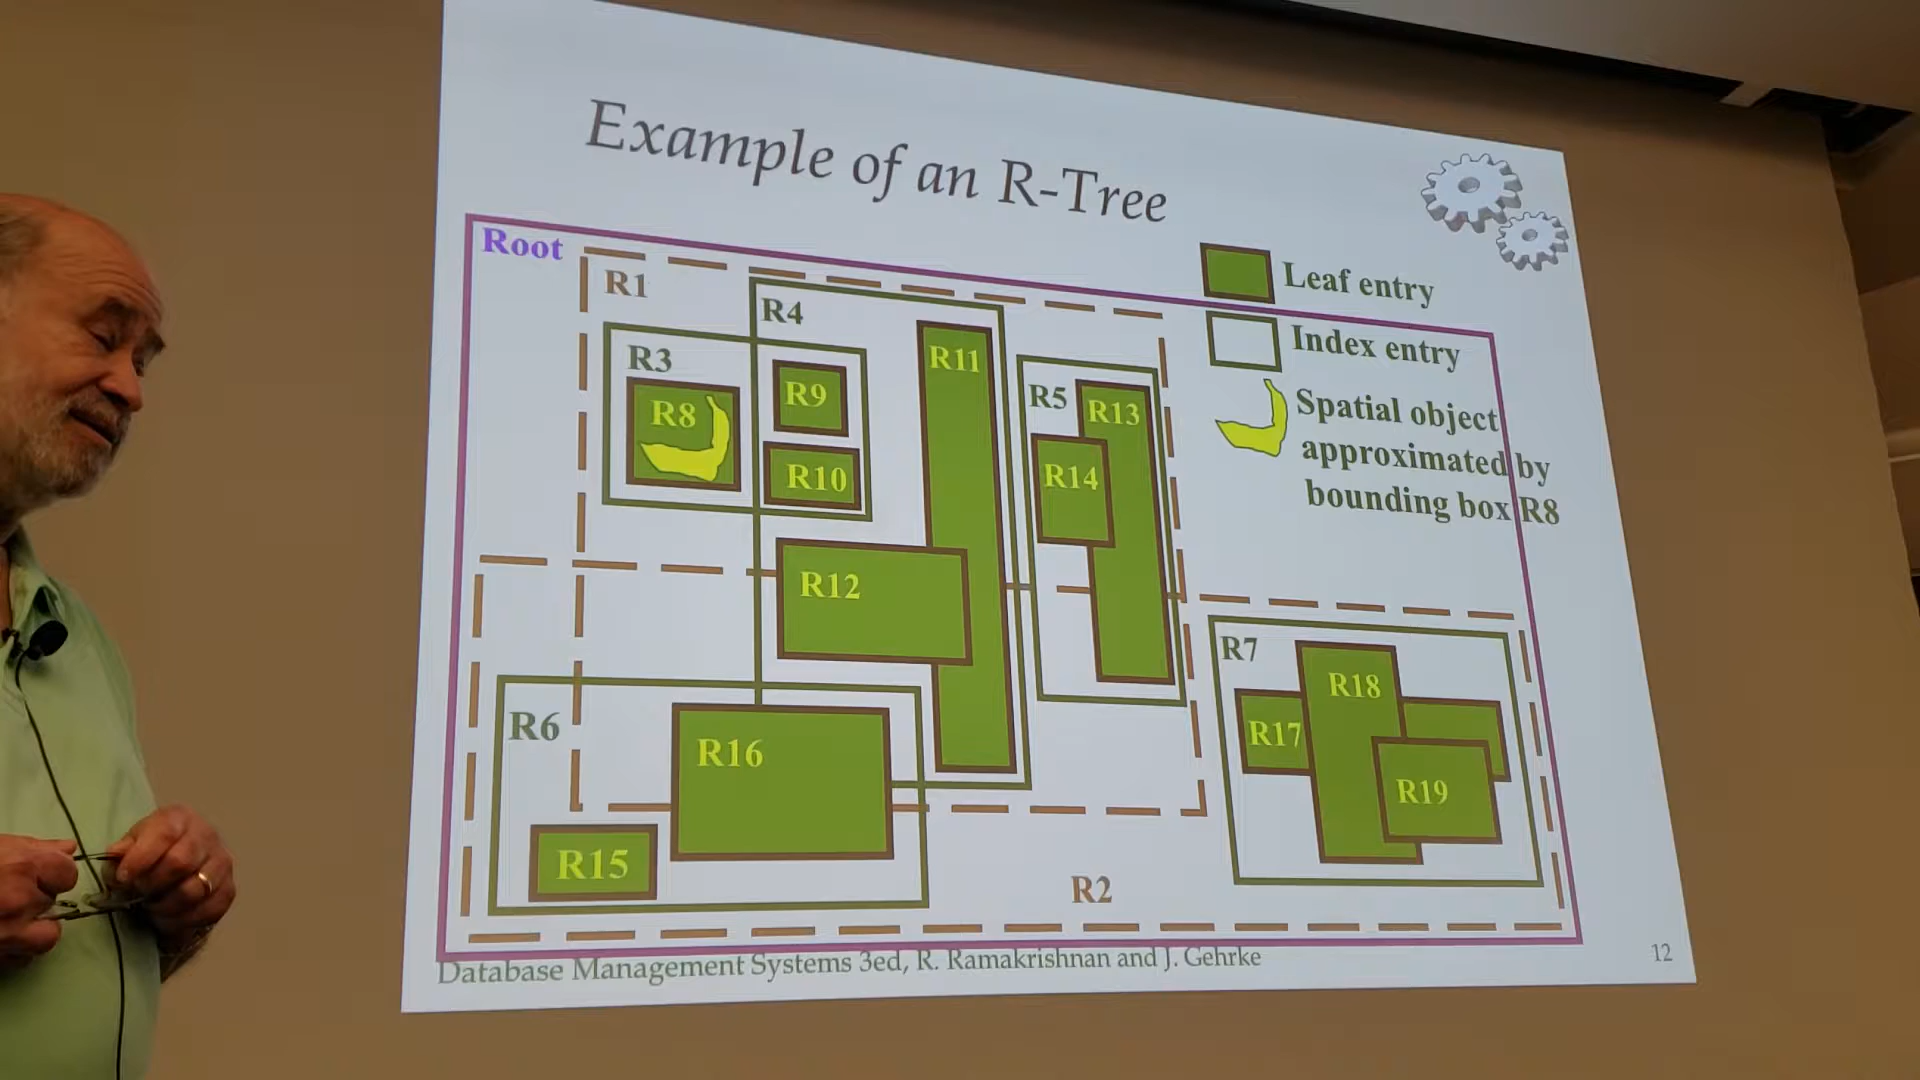 Example of an R-Tree
Root
R1
R4
R3
R8
R9
R10
R11
R5
R13
R14
R12
Leaf entry
Index entry
Spatial object
approximated by
bounding box R8
R6
R16
R15
R7
R17
R18
R19
R2
Database Management Systems 3ed, R. Ramakrishnan and J. Gehrke
12